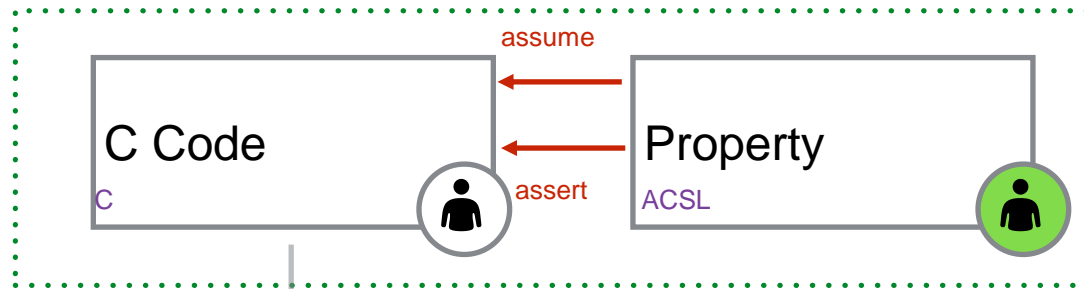 assume
C Code
Property
C
assert
ACSL